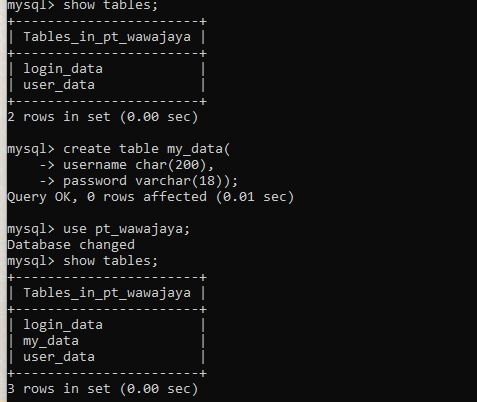 mysql> show tables;
+-----------------------+
| Tables_in_pt_wawajaya |
+-----------------------+
| login_data            |
| user_data             |
+-----------------------+
2 rows in set (0.00 sec)

mysql> create table my_data(
    -> username char(200),
    -> password varchar(18));
Query OK, 0 rows affected (0.01 sec)

mysql> use pt_wawajaya;
Database changed
mysql> show tables;
+-----------------------+
| Tables_in_pt_wawajaya |
+-----------------------+
| login_data            |
| my_data               |
| user_data             |
+-----------------------+
3 rows in set (0.00 sec)